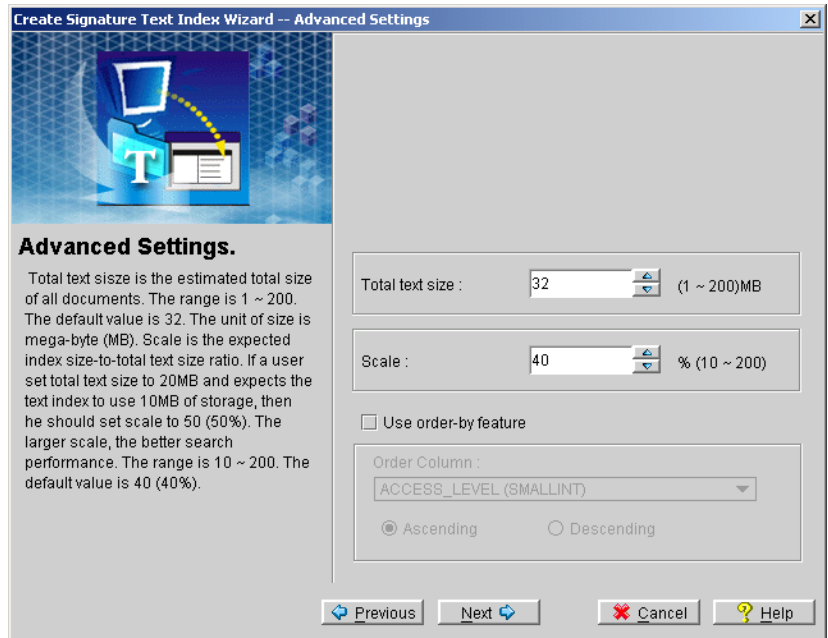 Create Signature Text Index Wizard -- Advanced Settings
T
Advanced Settings.
Total text sisze is the estimated total size
of all documents. The range is 1 ~ 200.
The default value is 32. The unit of size is
mega-byte (MB). Scale is the expected
index size-to-total text size ratio. If a user
set total text size to 20MB and expects the
text index to use 10MB of storage, then
he should set scale to 50 (50%). The
larger scale, the better search
performance. The range is 10 ~ 200. The
default value is 40 (40%).
Total text size : 32 (1 ~ 200)MB
Scale : 40 % (10 ~ 200)
Use order-by feature
Order Column :
ACCESS_LEVEL (SMALLINT)
Ascending Descending
Previous Next Cancel Help